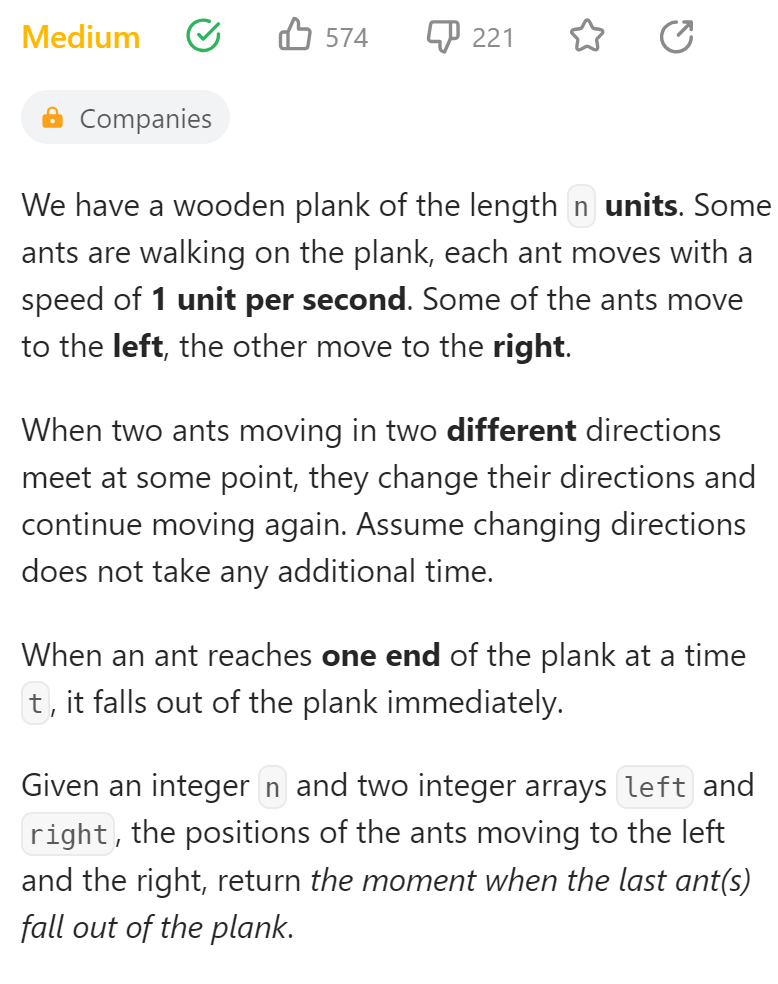 Medium 574 221
Companies
We have a wooden plank of the length n units. Some
ants are walking on the plank, each ant moves with a
speed of 1 unit per second. Some of the ants move
to the left, the other move to the right.
When two ants moving in two different directions
meet at some point, they change their directions and
continue moving again. Assume changing directions
does not take any additional time.
When an ant reaches one end of the plank at a time
t, it falls out of the plank immediately.
Given an integer n and two integer arrays left and
right, the positions of the ants moving to the left
and the right, return the moment when the last ant(s)
fall out of the plank.